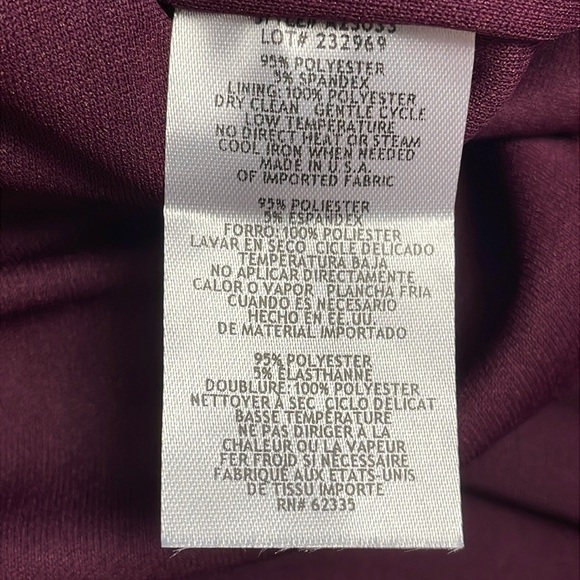 LOT# 232969
95% POLYESTER
5% SPANDEX
LINING: 100% POLYESTER
DRY CLEAN GENTLE CYCLE
LOW TEMPERATURE
NO DIRECT HEAT OR STEAM
COOL IRON WHEN NEEDED
MADE IN U.S.A
OF IMPORTED FABRIC
95% POLIESTER
5% ESPANDEX
FORRO: 100% POLIESTER
LAVAR EN SECO CICLE DELICADO
TEMPERATURA BAJA
NO APLICAR DIRECTAMENTE
CALOR O VAPOR PLANCHA FRIA
CUANDO ES NECESARIO
HECHO EN EE.UU.
DE MATERIAL IMPORTADO
95% POLYESTER
5% ELASTHANNE
DOUBLURE: 100% POLYESTER
NETTOYER À SEC CICLO DELICAT
BASSE TEMPÉRATURE
NE PAS DIRIGER À LA
CHALEUR OU LA VAPEUR
FER FROID SI NÉCESSAIRE
FABRIQUÉ AUX ÉTATS-UNIS
DE TISSU IMPORTE
RN# 62335